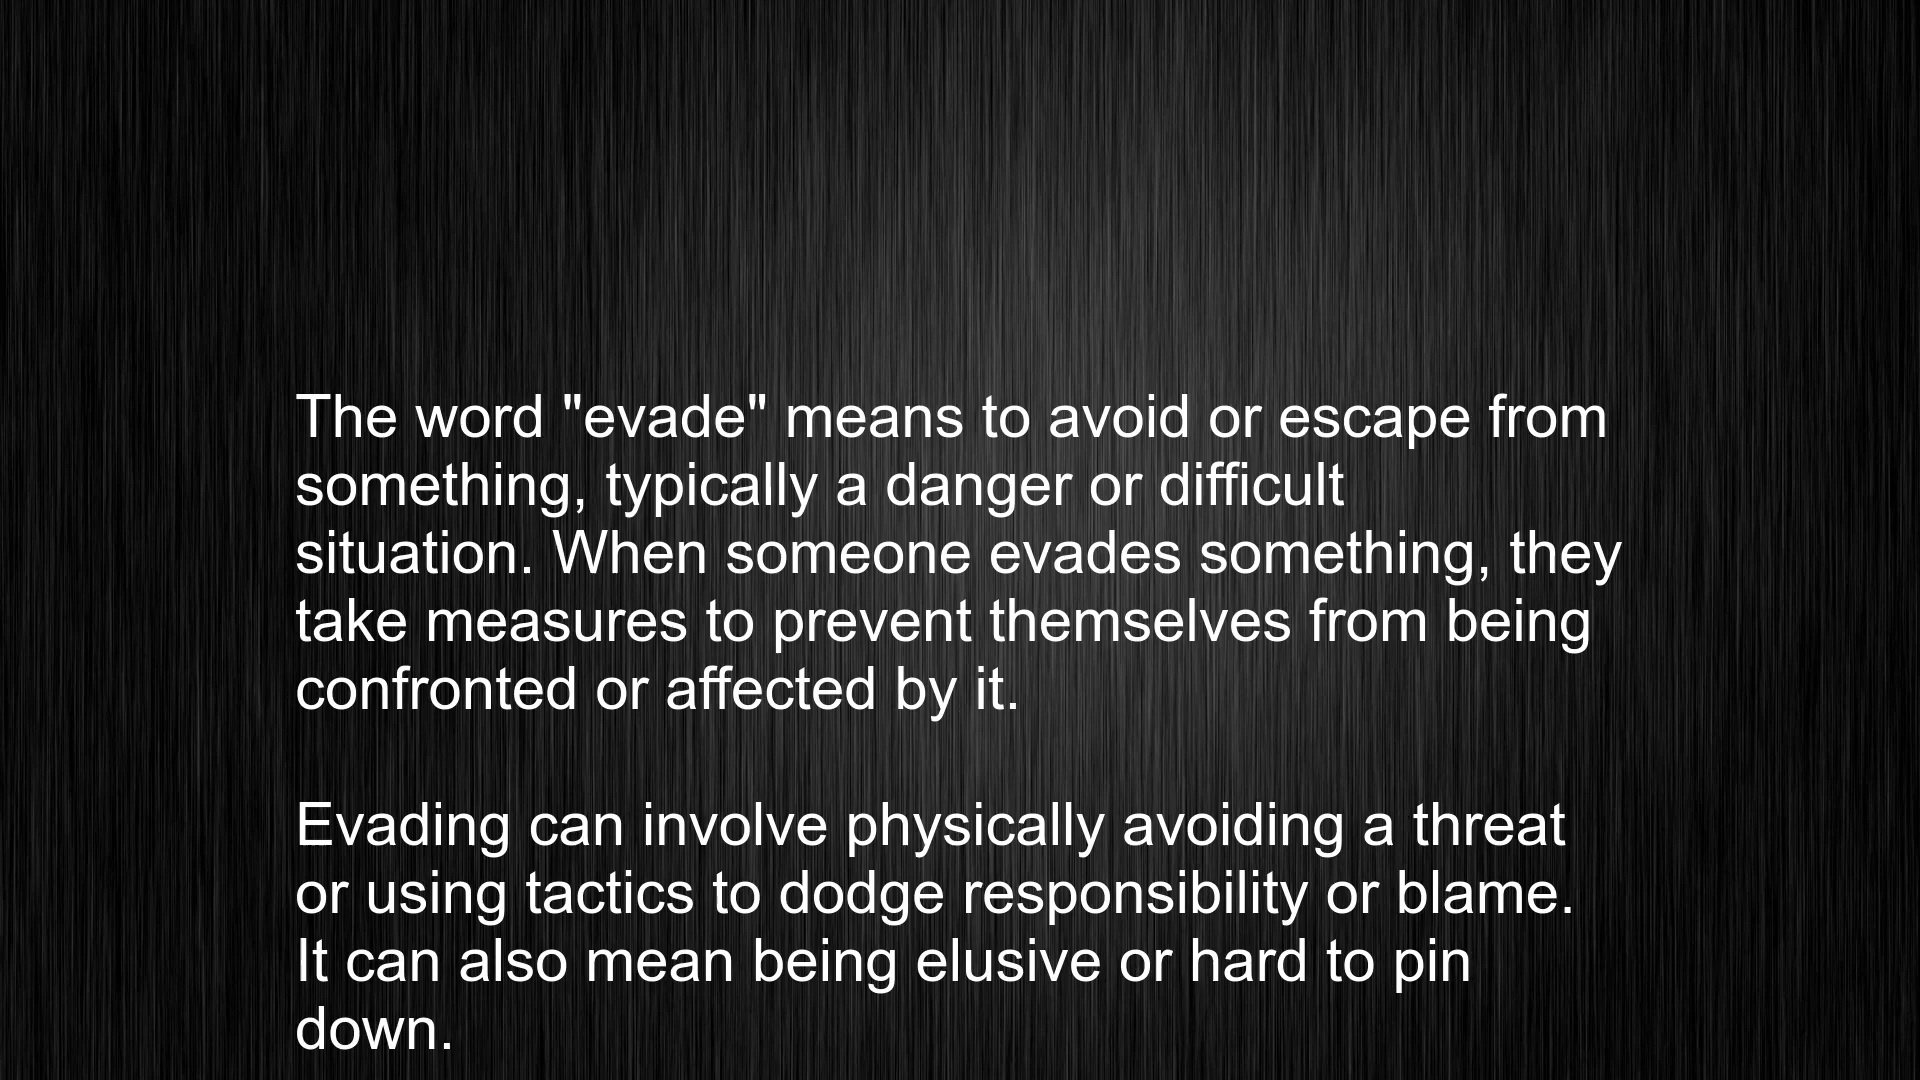 The word "evade" means to avoid or escape from
something, typically a danger or difficult
situation. When someone evades something, they
take measures to prevent themselves from being
confronted or affected by it.
Evading can involve physically avoiding a threat
or using tactics to dodge responsibility or blame.
It can also mean being elusive or hard to pin
down.